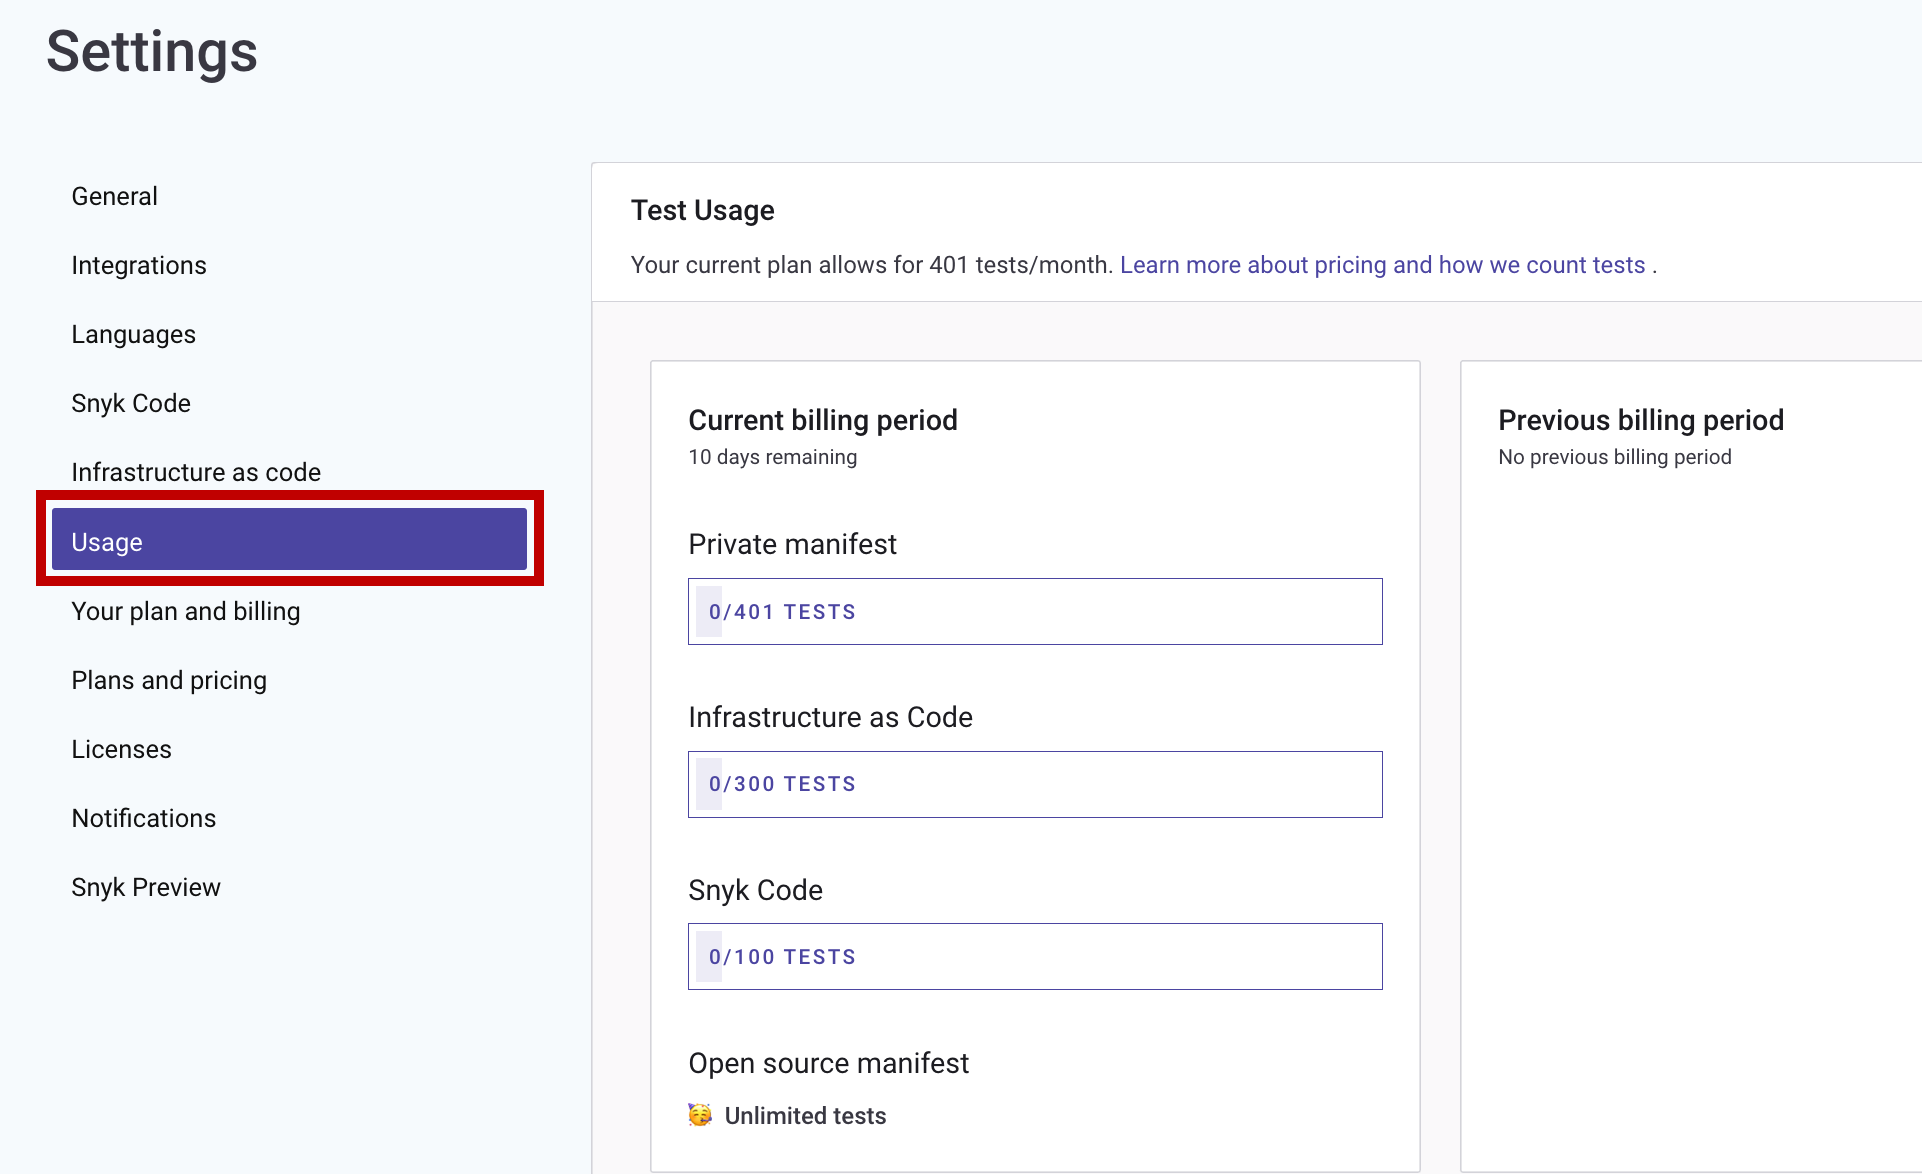 Settings
General
Integrations
Languages
Snyk Code
Infrastructure as code
Usage
Your plan and billing
Plans and pricing
Licenses
Notifications
Snyk Preview
Test Usage
Your current plan allows for 401 tests/month. Learn more about pricing and how we count tests .
Current billing period
10 days remaining
Private manifest
0/401 TESTS
Infrastructure as Code
0/300 TESTS
Snyk Code
0/100 TESTS
Open source manifest
Unlimited tests
Previous billing period
No previous billing period